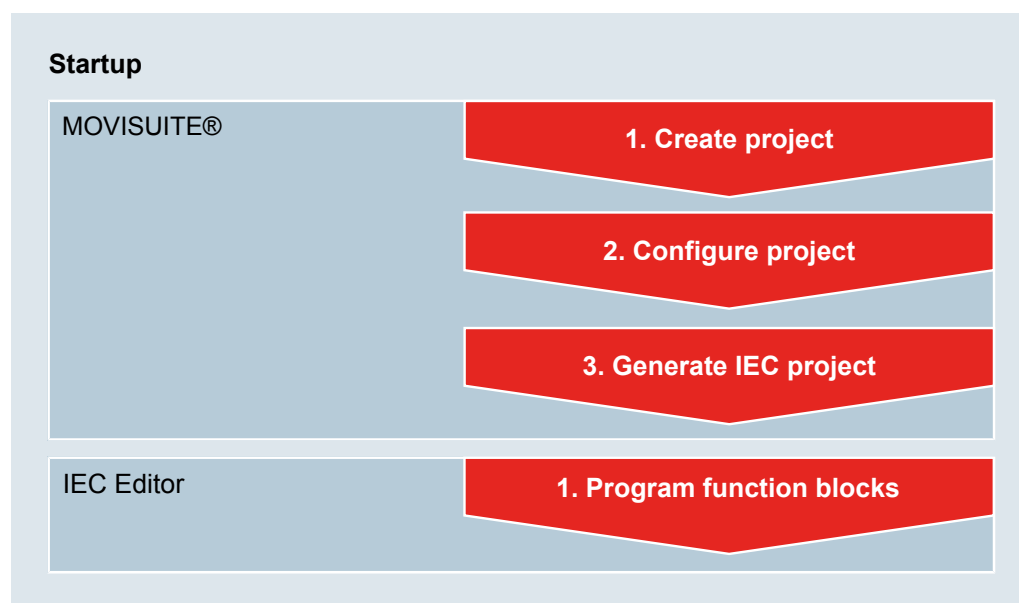 Startup
MOVISUITE®
1. Create project
2. Configure project
3. Generate IEC project
IEC Editor
1. Program function blocks